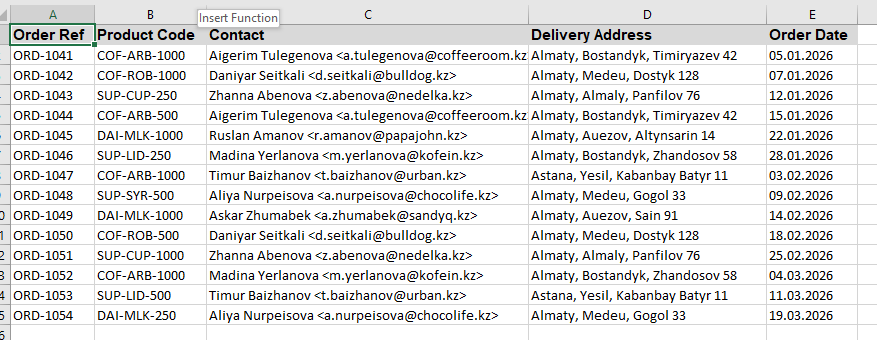 A B C D E
Insert Function
Order Ref Product Code Contact Delivery Address Order Date
ORD-1041 COF-ARB-1000 Aigerim Tulegenova <a.tulegenova@coffeeroom.kz Almaty, Bostandyk, Timiryazev 42 05.01.2026
ORD-1042 COF-ROB-1000 Daniyar Seitkali <d.seitkali@bulldog.kz> Almaty, Medeu, Dostyk 128 07.01.2026
ORD-1043 SUP-CUP-250 Zhanna Abenova <z.abenova@nedelka.kz> Almaty, Almaly, Panfilov 76 12.01.2026
ORD-1044 COF-ARB-500 Aigerim Tulegenova <a.tulegenova@coffeeroom.kz Almaty, Bostandyk, Timiryazev 42 15.01.2026
ORD-1045 DAI-MLK-1000 Ruslan Amanov <r.amanov@papajohn.kz> Almaty, Auezov, Altynsarin 14 22.01.2026
ORD-1046 SUP-LID-250 Madina Yerlanova <m.yerlanova@kofein.kz> Almaty, Bostandyk, Zhandosov 58 28.01.2026
ORD-1047 COF-ARB-1000 Timur Baizhanov <t.baizhanov@urban.kz> Astana, Yesil, Kabanbay Batyr 11 03.02.2026
ORD-1048 SUP-SYR-500 Aliya Nurpeisova <a.nurpeisova@chocolife.kz> Almaty, Medeu, Gogol 33 09.02.2026
ORD-1049 DAI-MLK-1000 Askar Zhumabek <a.zhumabek@sandyq.kz> Almaty, Auezov, Sain 91 14.02.2026
ORD-1050 COF-ROB-500 Daniyar Seitkali <d.seitkali@bulldog.kz> Almaty, Medeu, Dostyk 128 18.02.2026
ORD-1051 SUP-CUP-1000 Zhanna Abenova <z.abenova@nedelka.kz> Almaty, Almaly, Panfilov 76 25.02.2026
ORD-1052 COF-ARB-1000 Madina Yerlanova <m.yerlanova@kofein.kz> Almaty, Bostandyk, Zhandosov 58 04.03.2026
ORD-1053 SUP-LID-500 Timur Baizhanov <t.baizhanov@urban.kz> Astana, Yesil, Kabanbay Batyr 11 11.03.2026
ORD-1054 DAI-MLK-250 Aliya Nurpeisova <a.nurpeisova@chocolife.kz> Almaty, Medeu, Gogol 33 19.03.2026